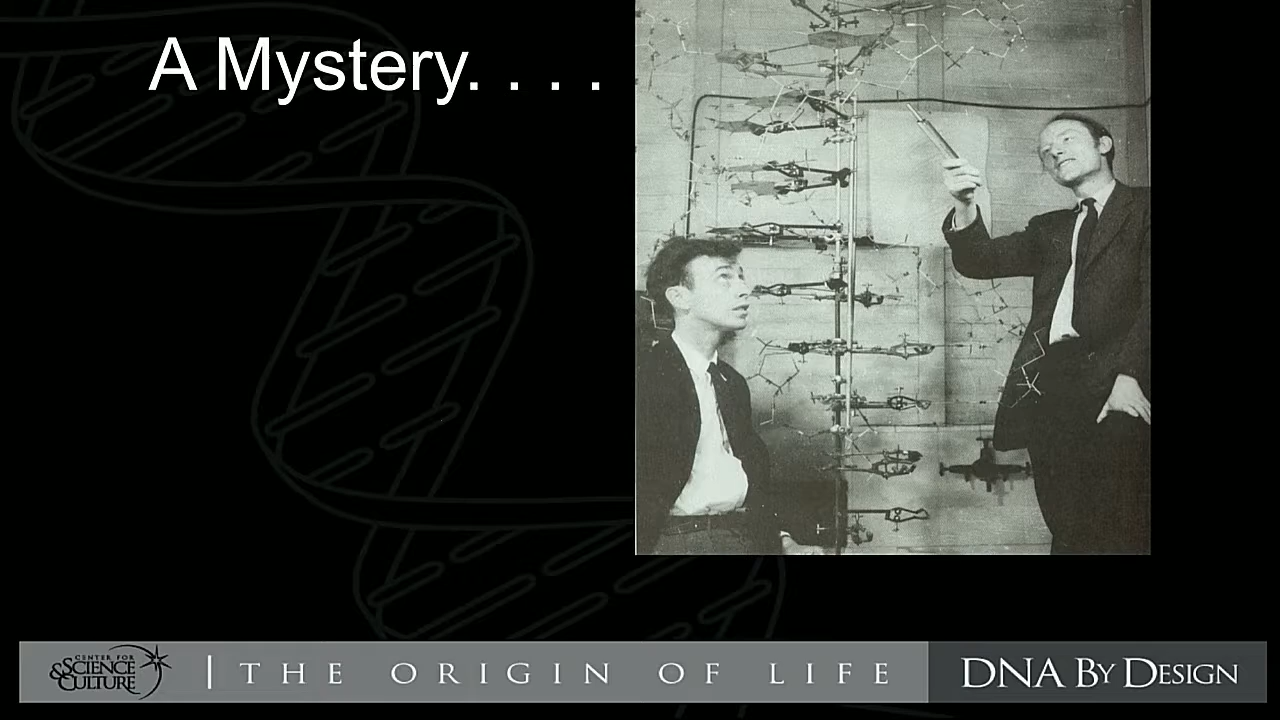 A Mystery. . . .
CENTER FOR
SCIENCE
& CULTURE
THE ORIGIN OF LIFE
DNA BY DESIGN